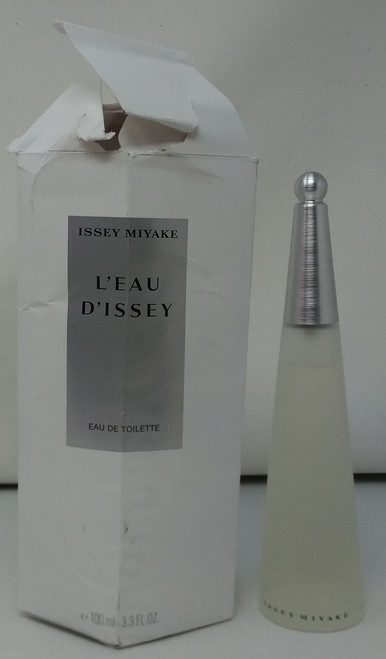 ISSEY MIYAKE
L'EAU
D'ISSEY
EAU DE TOILETTE
℮ 100 ml 3.3 FL. OZ.
ISSEY MIYAKE